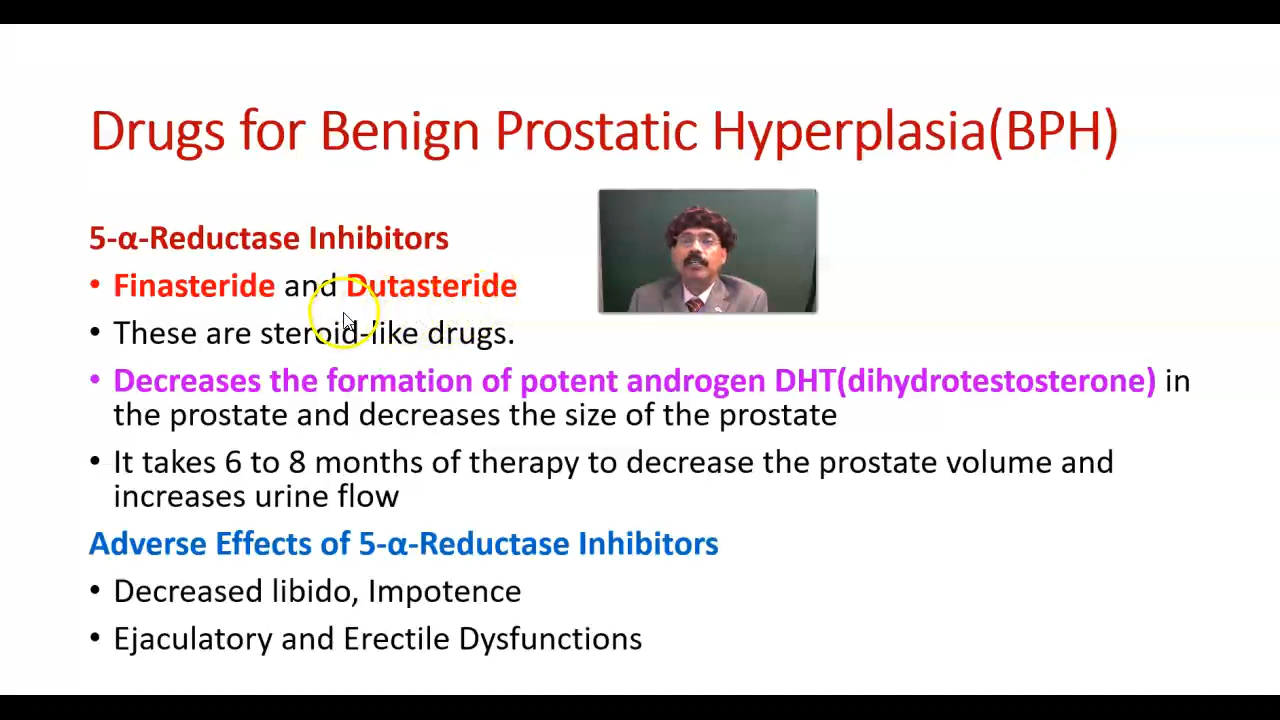 Drugs for Benign Prostatic Hyperplasia(BPH)
5-α-Reductase Inhibitors
• Finasteride and Dutasteride
• These are steroid-like drugs.
• Decreases the formation of potent androgen DHT(dihydrotestosterone) in
the prostate and decreases the size of the prostate
• It takes 6 to 8 months of therapy to decrease the prostate volume and
increases urine flow
Adverse Effects of 5-α-Reductase Inhibitors
• Decreased libido, Impotence
• Ejaculatory and Erectile Dysfunctions